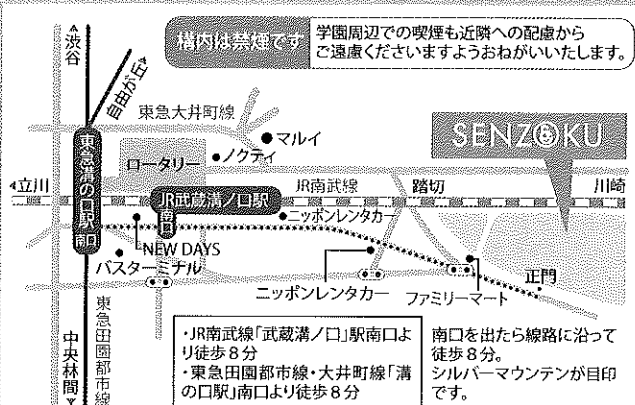 構内は禁煙です
学園周辺での喫煙も近隣への配慮から
ご遠慮くださいますようおねがいいたします。
渋谷
自由が丘
東急大井町線
マルイ
ノクティ
ロータリー
SENZOKU
東急溝の口駅
南口
立川
JR武蔵溝ノ口駅
南口
JR南武線
踏切
川崎
ニッポンレンタカー
NEW DAYS
バスターミナル
ニッポンレンタカー
ファミリーマート
正門
東急田園都市線
中央林間
・JR南武線「武蔵溝ノ口」駅南口よ
り徒歩8分
・東急田園都市線・大井町線「溝
の口駅」南口より徒歩8分
南口を出たら線路に沿って
徒歩8分。
シルバーマウンテンが目印
です。